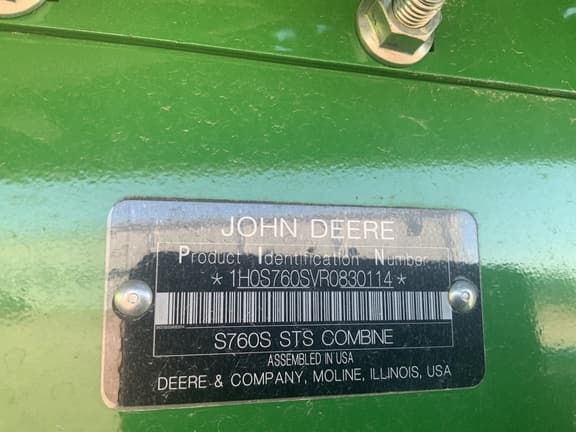 JOHN DEERE
Product Identification Number
*1H0S760SVR0830114*
S760S STS COMBINE
ASSEMBLED IN USA
DEERE & COMPANY, MOLINE, ILLINOIS, USA